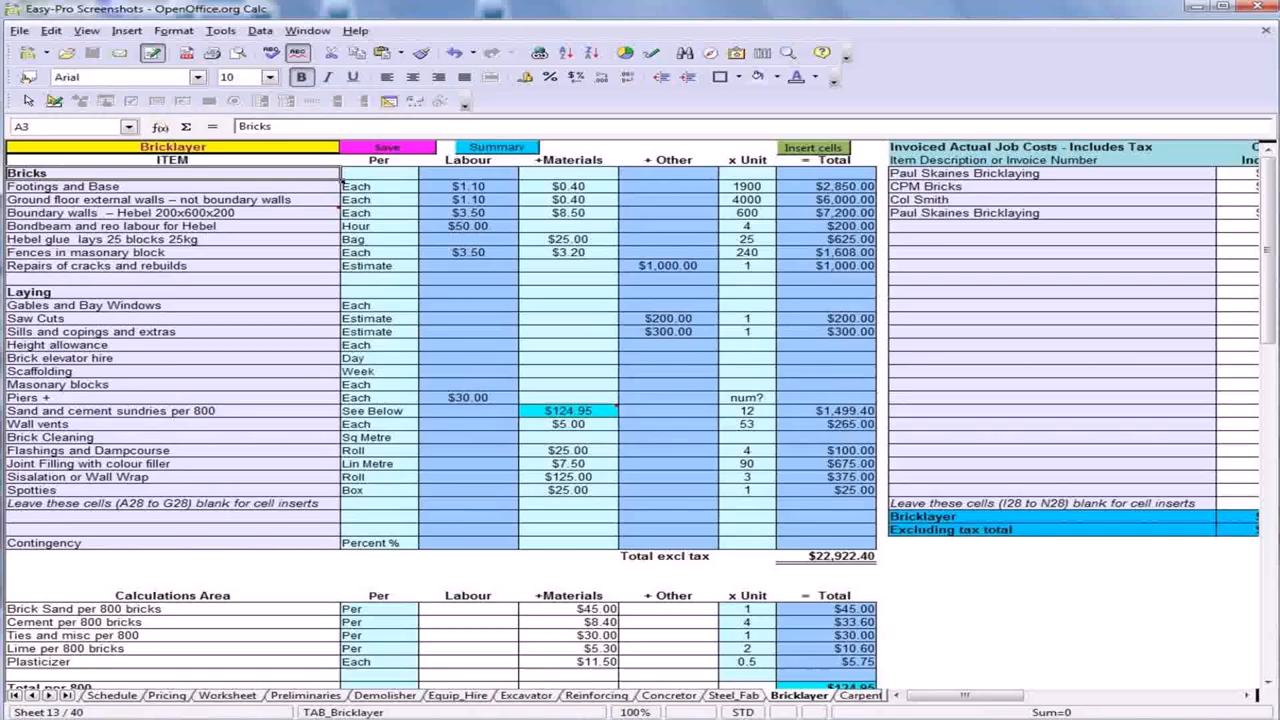 Easy-Pro Screenshots - OpenOffice.org Calc
File Edit View Insert Format Tools Data Window Help
Arial 10
A3 Bricks
Bricklayer Save Summary Insert cells Invoiced Actual Job Costs - Includes Tax
ITEM Per Labour +Materials + Other x Unit = Total Item Description or Invoice Number
Bricks Paul Skaines Bricklaying
Footings and Base Each $1.10 $0.40 1900 $2,850.00 CPM Bricks
Ground floor external walls – not boundary walls Each $1.10 $0.40 4000 $6,000.00 Col Smith
Boundary walls – Hebel 200x600x200 Each $3.50 $8.50 600 $7,200.00 Paul Skaines Bricklaying
Bondbeam and reo labour for Hebel Hour $50.00 4 $200.00
Hebel glue lays 25 blocks 25kg Bag $25.00 25 $625.00
Fences in masonary block Each $3.50 $3.20 240 $1,608.00
Repairs of cracks and rebuilds Estimate $1,000.00 1 $1,000.00
Laying
Gables and Bay Windows Each
Saw Cuts Estimate $200.00 1 $200.00
Sills and copings and extras Estimate $300.00 1 $300.00
Height allowance Each
Brick elevator hire Day
Scaffolding Week
Masonary blocks Each
Piers + Each $30.00 num?
Sand and cement sundries per 800 See Below $124.95 12 $1,499.40
Wall vents Each $5.00 53 $265.00
Brick Cleaning Sq Metre
Flashings and Dampcourse Roll $25.00 4 $100.00
Joint Filling with colour filler Lin Metre $7.50 90 $675.00
Sisalation or Wall Wrap Roll $125.00 3 $375.00
Spotties Box $25.00 1 $25.00
Leave these cells (A28 to G28) blank for cell inserts Leave these cells (I28 to N28) blank for cell inserts
Bricklayer
Excluding tax total
Contingency Percent %
Total excl tax $22,922.40
Calculations Area Per Labour +Materials + Other x Unit = Total
Brick Sand per 800 bricks Per $45.00 1 $45.00
Cement per 800 bricks Per $8.40 4 $33.60
Ties and misc per 800 Per $30.00 1 $30.00
Lime per 800 bricks Per $5.30 2 $10.60
Plasticizer Each $11.50 0.5 $5.75
Total per 800 $124.95
Schedule Pricing Worksheet Preliminaries Demolisher Equip_Hire Excavator Reinforcing Concretor Steel_Fab Bricklayer Carpent
Sheet 13 / 40 TAB_Bricklayer 100% STD Sum=0